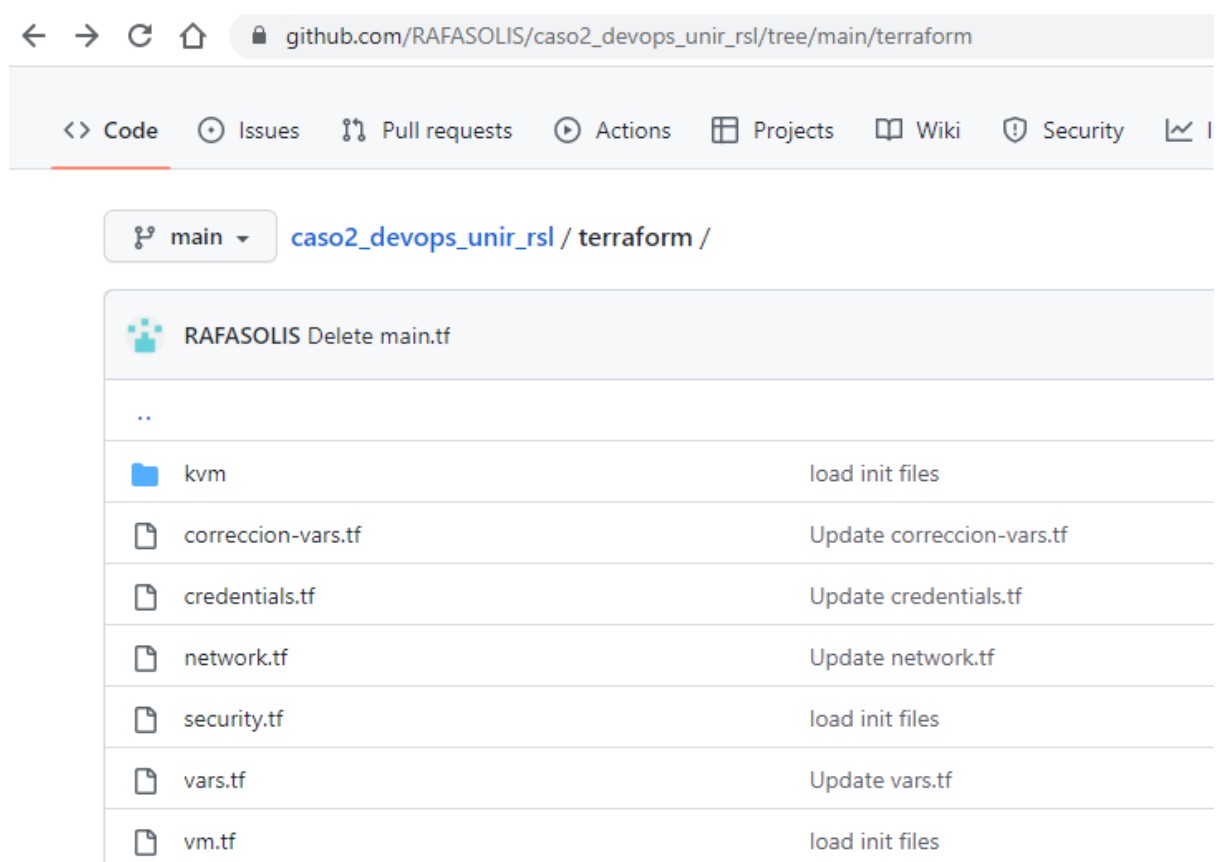 github.com/RAFASOLIS/caso2_devops_unir_rsl/tree/main/terraform
<> Code Issues Pull requests Actions Projects Wiki Security I
main caso2_devops_unir_rsl / terraform /
RAFASOLIS Delete main.tf
..
kvm load init files
correccion-vars.tf Update correccion-vars.tf
credentials.tf Update credentials.tf
network.tf Update network.tf
security.tf load init files
vars.tf Update vars.tf
vm.tf load init files